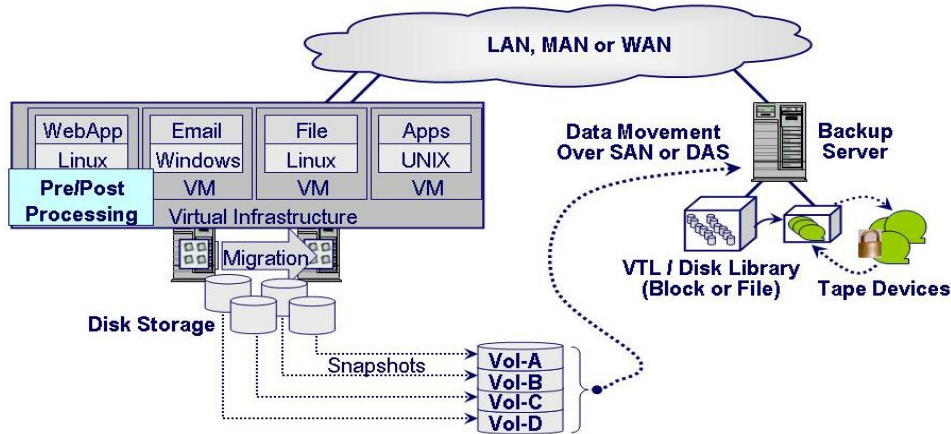 LAN, MAN or WAN
WebApp
Linux
Email
Windows
VM
File
Linux
VM
Apps
UNIX
VM
Pre/Post
Processing
Virtual Infrastructure
Migration
Disk Storage
Snapshots
Vol-A
Vol-B
Vol-C
Vol-D
Data Movement
Over SAN or DAS
Backup
Server
VTL / Disk Library
(Block or File)
Tape Devices